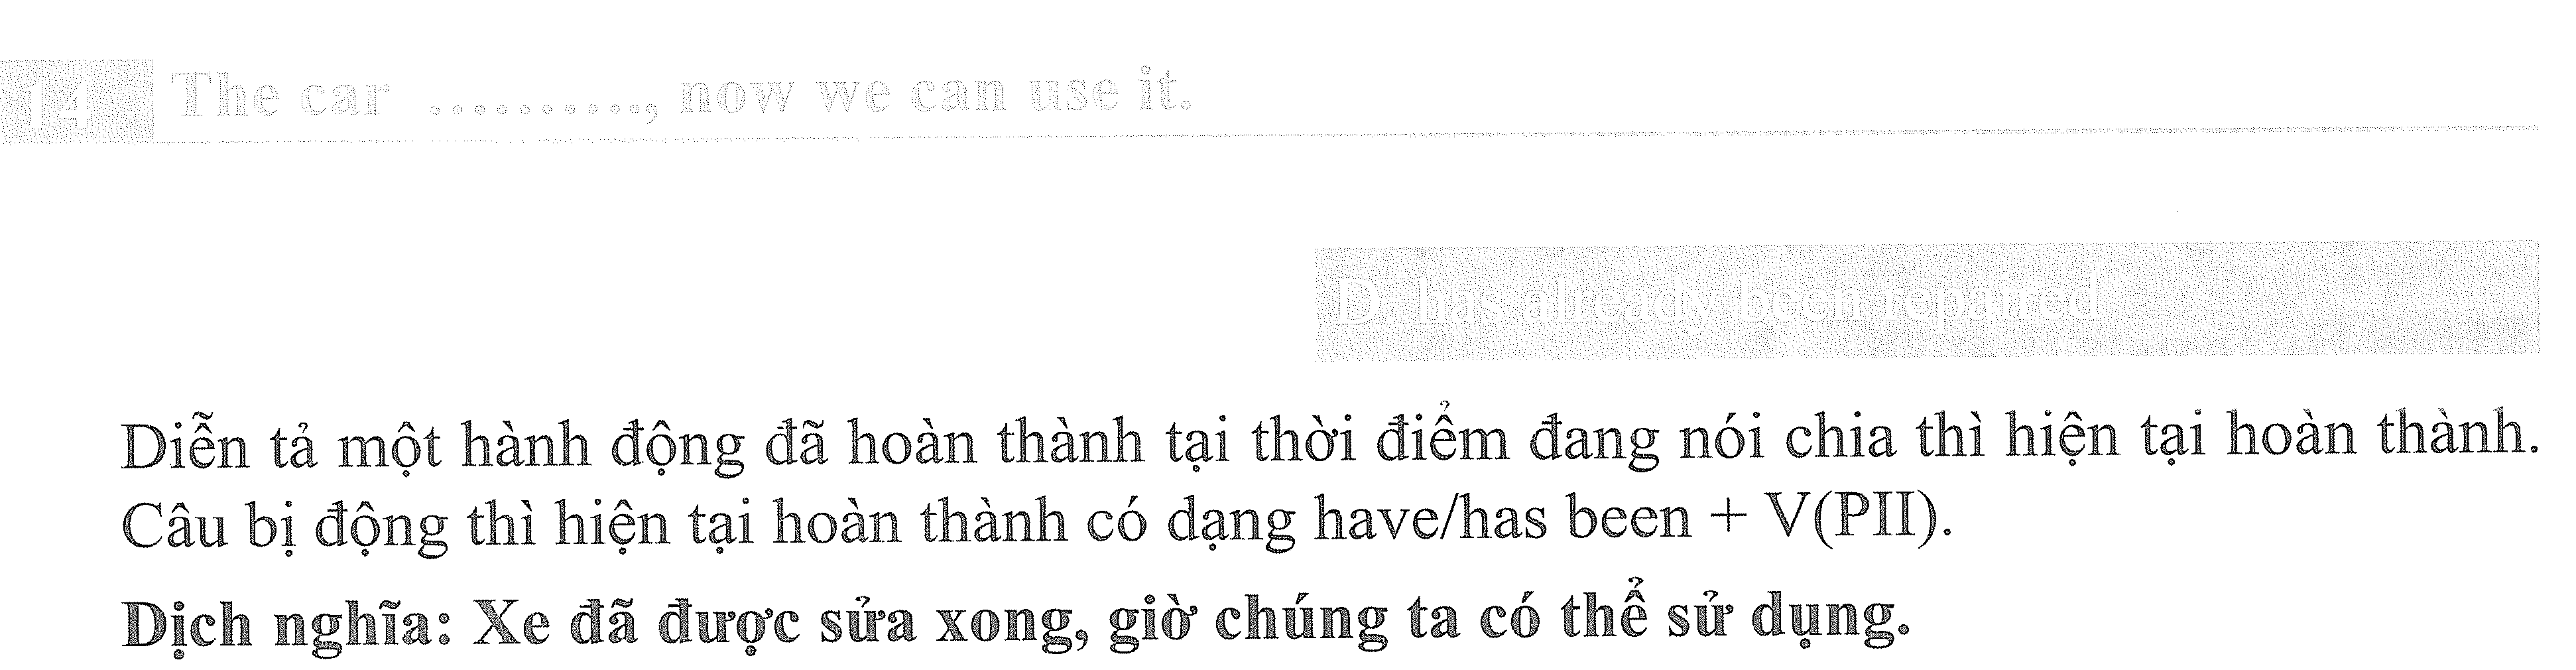 14 The car .........., now we can use it.
D. has already been repaired
Diễn tả một hành động đã hoàn thành tại thời điểm đang nói chia thì hiện tại hoàn thành.
Câu bị động thì hiện tại hoàn thành có dạng have/has been + V(PII).
Dịch nghĩa: Xe đã được sửa xong, giờ chúng ta có thể sử dụng.